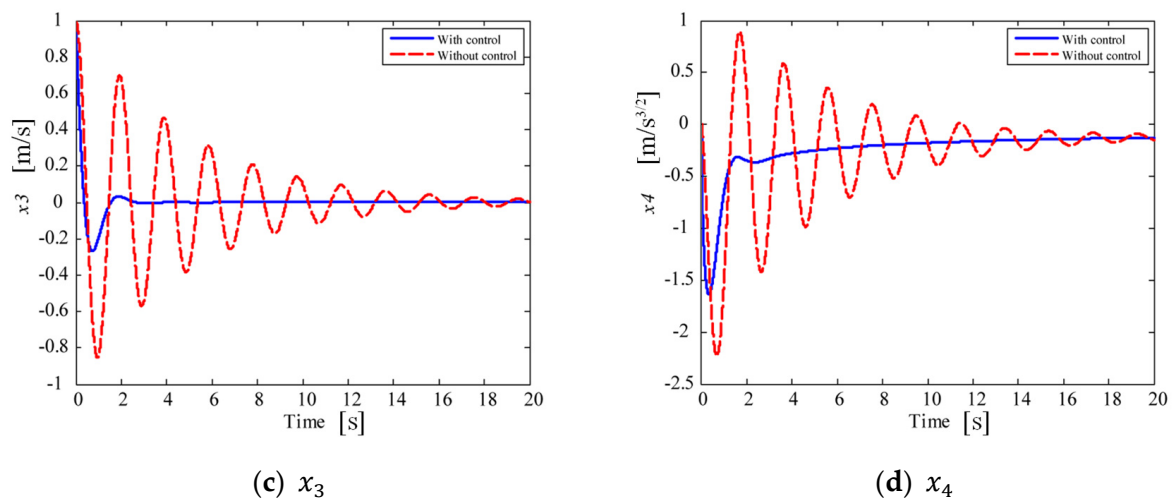 With control
Without control
1
0.8
0.6
0.4
0.2
0
-0.2
-0.4
-0.6
-0.8
-1
x3 [m/s]
0 2 4 6 8 10 12 14 16 18 20
Time [S]
(c) x₃
With control
Without control
1
0.5
0
-0.5
-1
-1.5
-2
-2.5
x4 [m/s^{3/2}]
0 2 4 6 8 10 12 14 16 18 20
Time [S]
(d) x₄